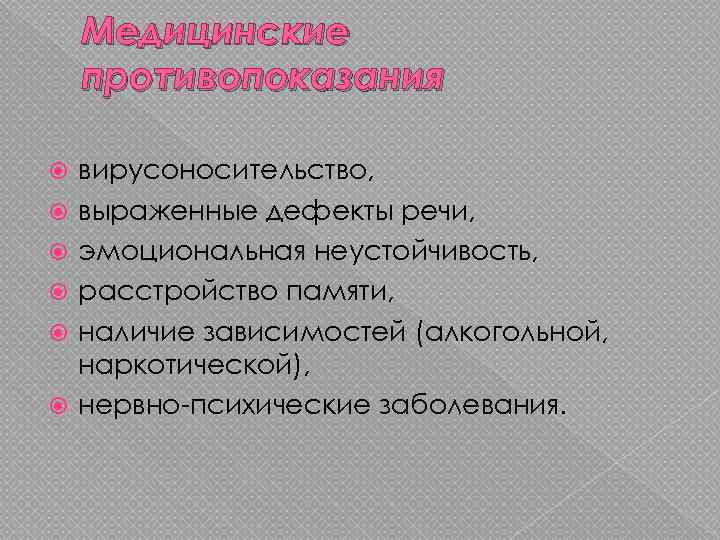 Медицинские
противопоказания
вирусоносительство,
выраженные дефекты речи,
эмоциональная неустойчивость,
расстройство памяти,
наличие зависимостей (алкогольной,
наркотической),
нервно-психические заболевания.